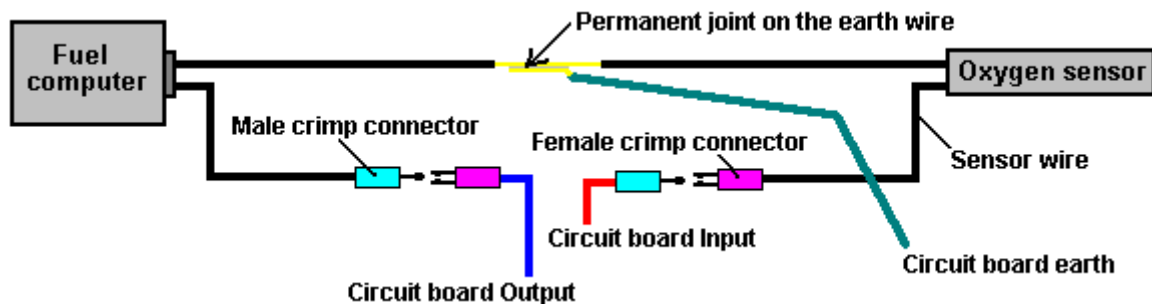 Permanent joint on the earth wire
Fuel
computer
Oxygen sensor
Male crimp connector
Female crimp connector
Sensor wire
Circuit board Input
Circuit board earth
Circuit board Output